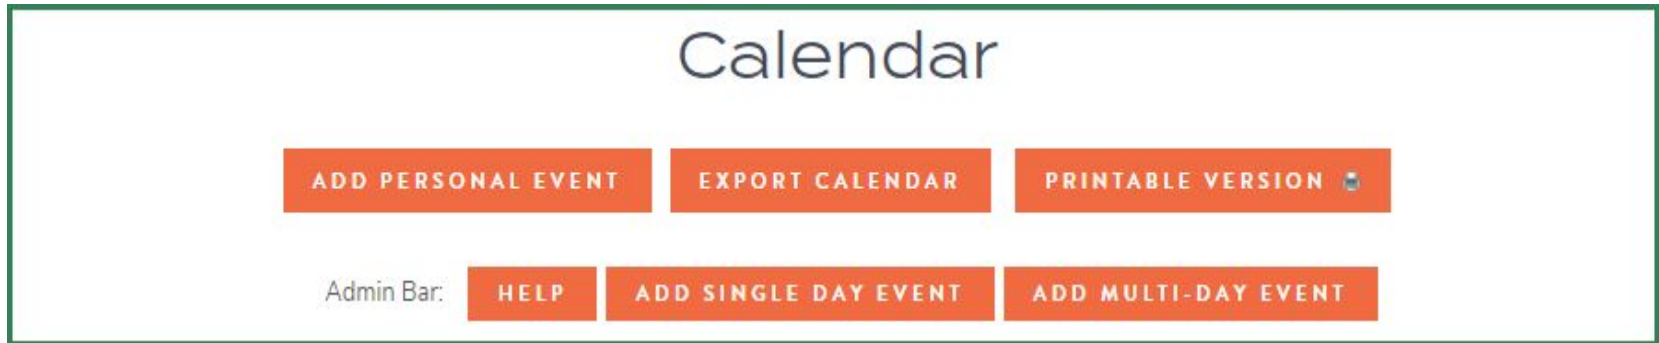 Calendar
ADD PERSONAL EVENT EXPORT CALENDAR PRINTABLE VERSION
Admin Bar: HELP ADD SINGLE DAY EVENT ADD MULTI-DAY EVENT